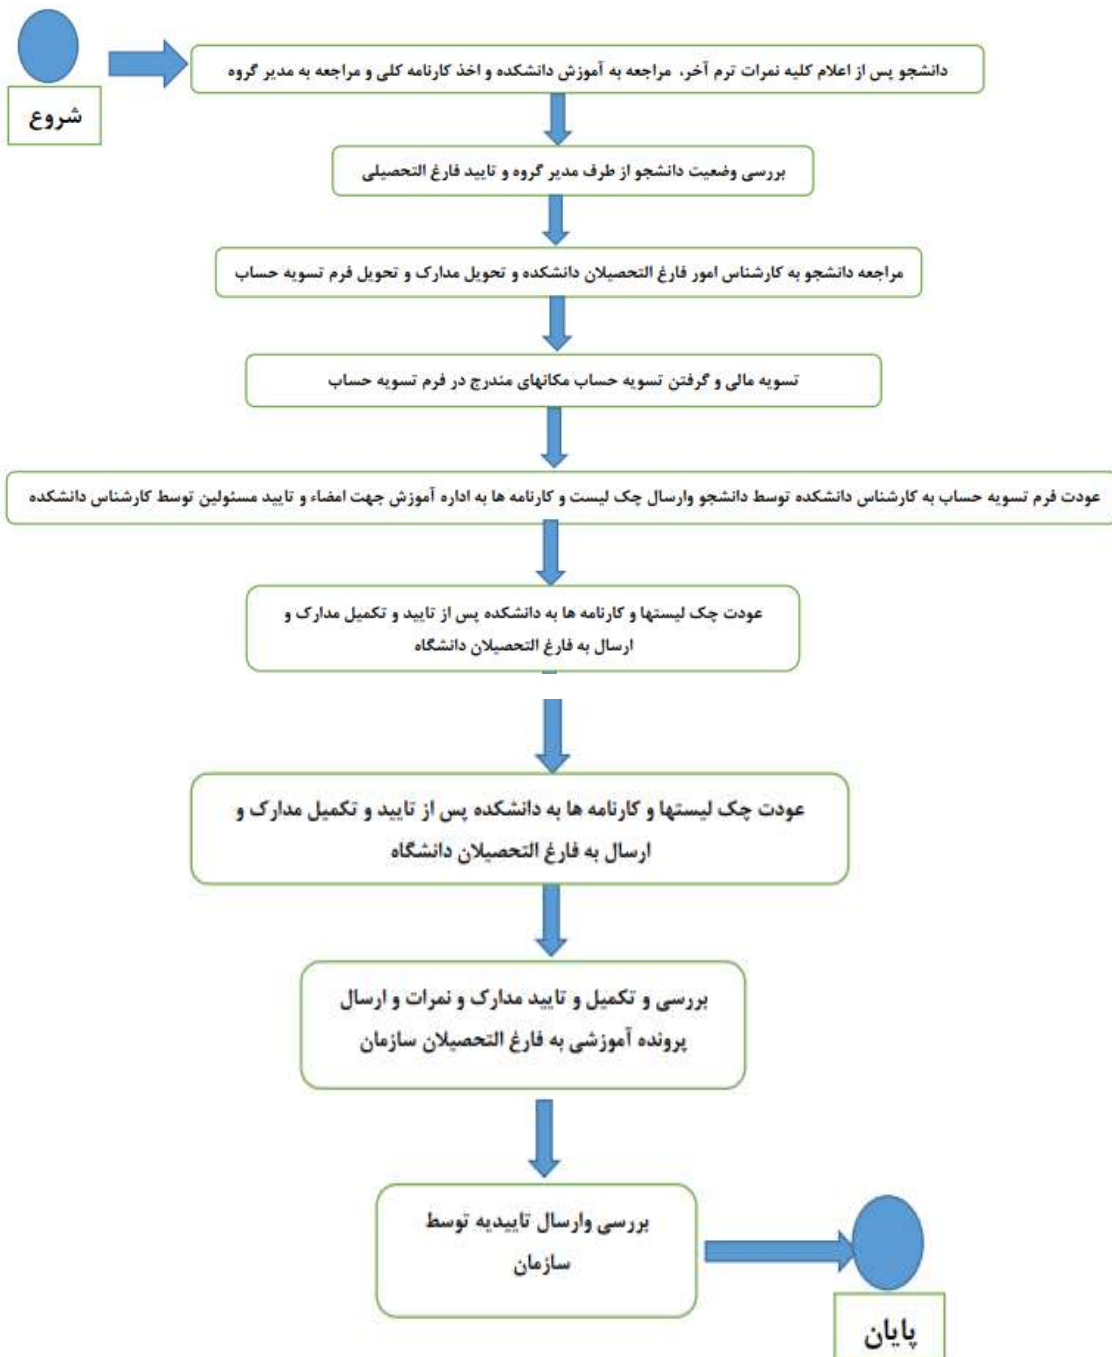 شروع
دانشجو پس از اعلام کلیه نمرات ترم آخر، مراجعه به آموزش دانشکده و اخذ کارنامه کلی و مراجعه به مدیر گروه
بررسی وضعیت دانشجو از طرف مدیر گروه و تایید فارغ التحصیلی
مراجعه دانشجو به کارشناس امور فارغ التحصیلان دانشکده و تحویل مدارک و تحویل فرم تسویه حساب
تسویه مالی و گرفتن تسویه حساب مکانهای مندرج در فرم تسویه حساب
عودت فرم تسویه حساب به کارشناس دانشکده توسط دانشجو وارسال چک لیست و کارنامه ها به اداره آموزش جهت امضاء و تایید مسئولین توسط کارشناس دانشکده
عودت چک لیستها و کارنامه ها به دانشکده پس از تایید و تکمیل مدارک و
ارسال به فارغ التحصیلان دانشگاه
عودت چک لیستها و کارنامه ها به دانشکده پس از تایید و تکمیل مدارک و
ارسال به فارغ التحصیلان دانشگاه
بررسی و تکمیل و تایید مدارک و نمرات و ارسال
پرونده آموزشی به فارغ التحصیلان سازمان
بررسی وارسال تاییدیه توسط
سازمان
پایان